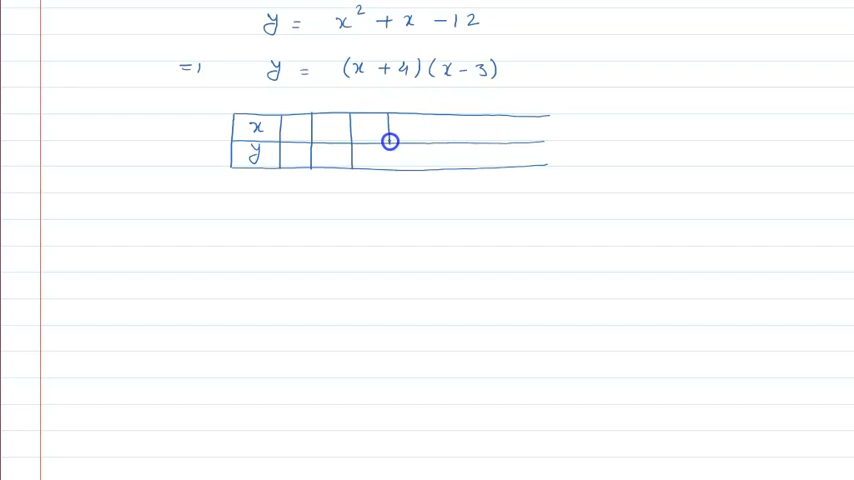 y = x² + x - 12
=> y = (x + 4) (x - 3)
x
y